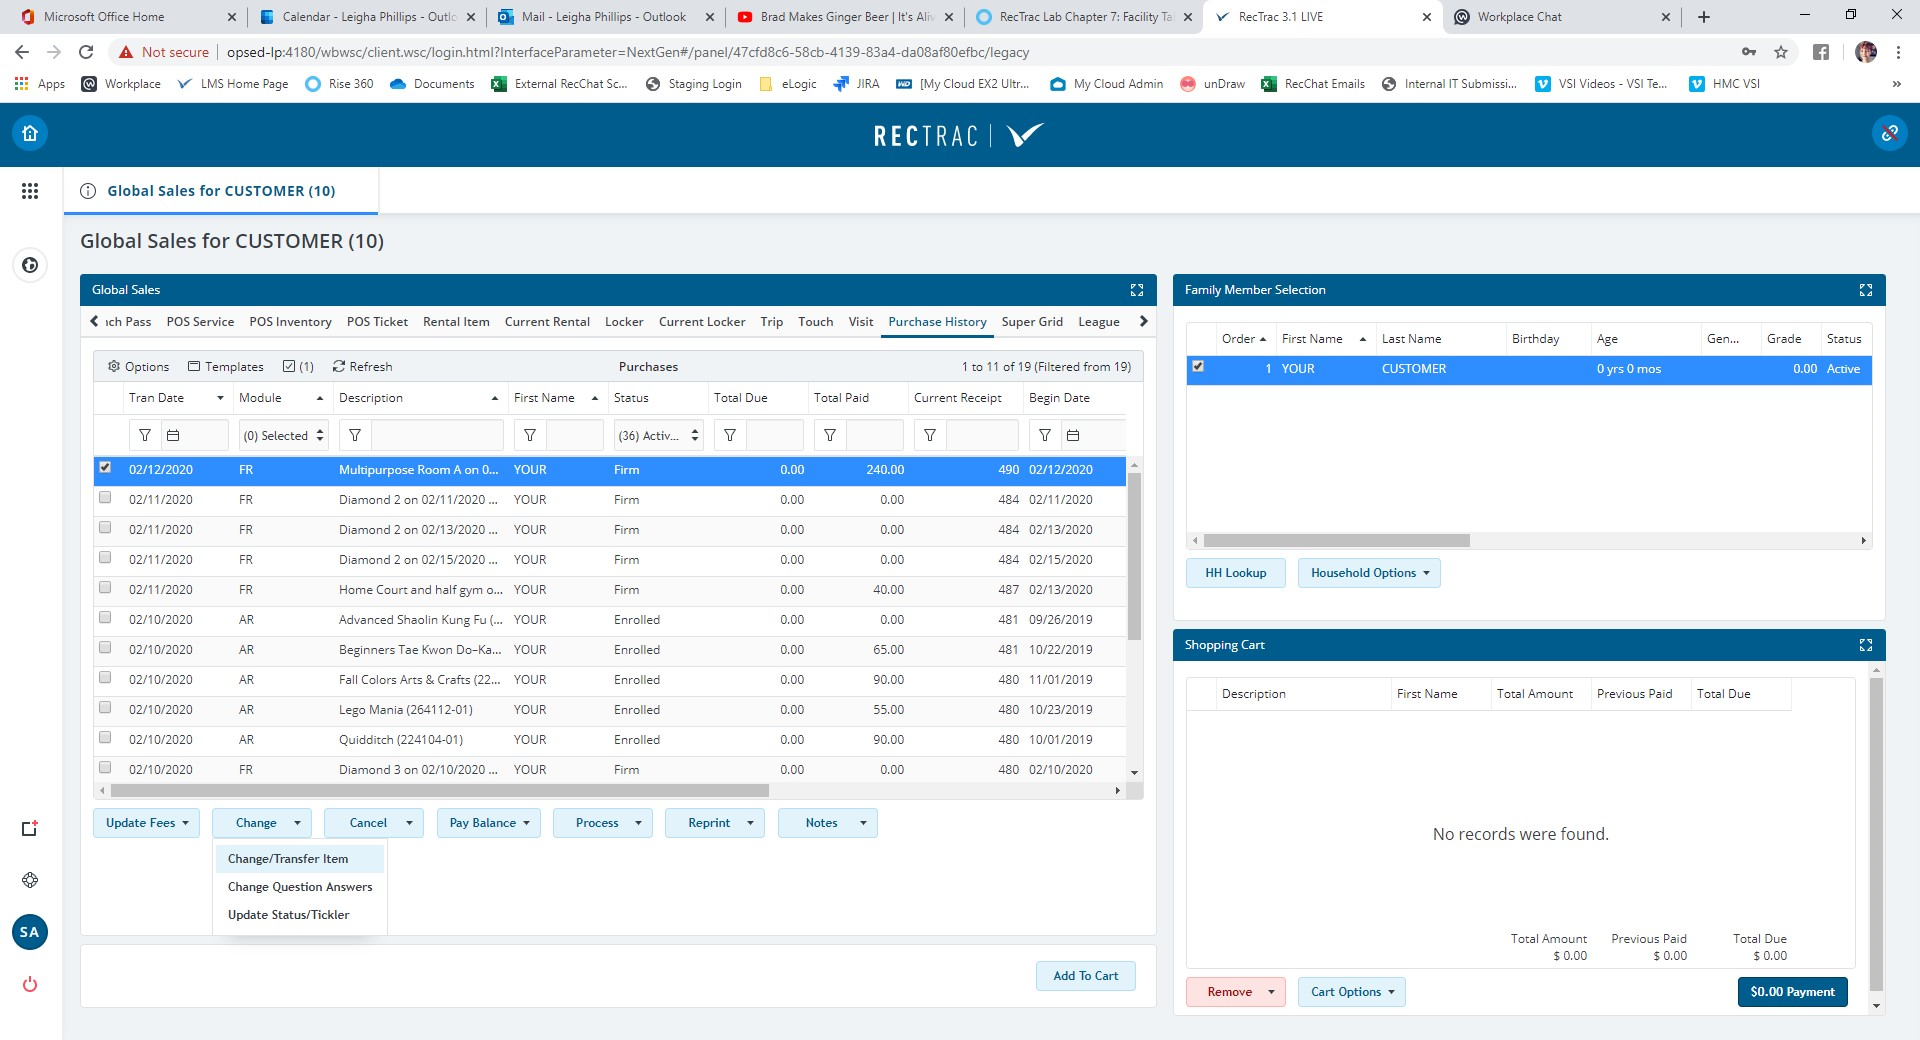 Microsoft Office Home
Calendar - Leigha Phillips - Outlo
Mail - Leigha Phillips - Outlook
Brad Makes Ginger Beer | It's Aliv
RecTrac Lab Chapter 7: Facility Ta
RecTrac 3.1 LIVE
Workplace Chat
Not secure
opsed-lp:4180/wbwsc/client.wsc/login.html?InterfaceParameter=NextGen#/panel/47cfd8c6-58cb-4139-83a4-da08af80efbc/legacy
Apps
Workplace
LMS Home Page
Rise 360
Documents
External RecChat Sc...
Staging Login
eLogic
JIRA
WD
[My Cloud EX2 Ultr...
My Cloud Admin
unDraw
RecChat Emails
Internal IT Submissi...
VSI Videos - VSI Te...
HMC VSI
»
RECTRAC
Global Sales for CUSTOMER (10)
Global Sales for CUSTOMER (10)
Global Sales
nch Pass POS Service POS Inventory POS Ticket Rental Item Current Rental Locker Current Locker Trip Touch Visit Purchase History Super Grid League
Options Templates (1) Refresh Purchases 1 to 11 of 19 (Filtered from 19)
Tran Date Module Description First Name Status Total Due Total Paid Current Receipt Begin Date
(0) Selected (36) Activ...
02/12/2020 FR Multipurpose Room A on 0... YOUR Firm 0.00 240.00 490 02/12/2020
02/11/2020 FR Diamond 2 on 02/11/2020 ... YOUR Firm 0.00 0.00 484 02/11/2020
02/11/2020 FR Diamond 2 on 02/13/2020 ... YOUR Firm 0.00 0.00 484 02/13/2020
02/11/2020 FR Diamond 2 on 02/15/2020 ... YOUR Firm 0.00 0.00 484 02/15/2020
02/11/2020 FR Home Court and half gym o... YOUR Firm 0.00 40.00 487 02/13/2020
02/10/2020 AR Advanced Shaolin Kung Fu (... YOUR Enrolled 0.00 0.00 481 09/26/2019
02/10/2020 AR Beginners Tae Kwon Do–Ka... YOUR Enrolled 0.00 65.00 481 10/22/2019
02/10/2020 AR Fall Colors Arts & Crafts (22... YOUR Enrolled 0.00 90.00 480 11/01/2019
02/10/2020 AR Lego Mania (264112-01) YOUR Enrolled 0.00 55.00 480 10/23/2019
02/10/2020 AR Quidditch (224104-01) YOUR Enrolled 0.00 90.00 480 10/01/2019
02/10/2020 FR Diamond 3 on 02/10/2020 ... YOUR Firm 0.00 0.00 480 02/10/2020
Update Fees Change Cancel Pay Balance Process Reprint Notes
Change/Transfer Item
Change Question Answers
Update Status/Tickler
Add To Cart
SA
Family Member Selection
Order First Name Last Name Birthday Age Gen... Grade Status
1 YOUR CUSTOMER 0 yrs 0 mos 0.00 Active
HH Lookup Household Options
Shopping Cart
Description First Name Total Amount Previous Paid Total Due
No records were found.
Total Amount Previous Paid Total Due
$ 0.00 $ 0.00 $ 0.00
Remove Cart Options $0.00 Payment